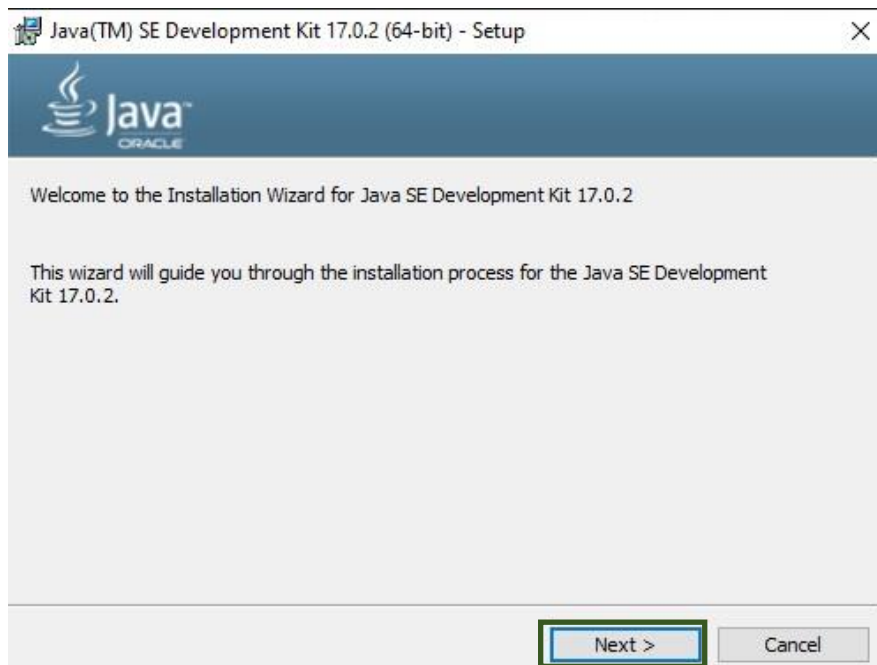 Java(TM) SE Development Kit 17.0.2 (64-bit) - Setup
Java™
ORACLE
Welcome to the Installation Wizard for Java SE Development Kit 17.0.2
This wizard will guide you through the installation process for the Java SE Development
Kit 17.0.2.
Next > Cancel